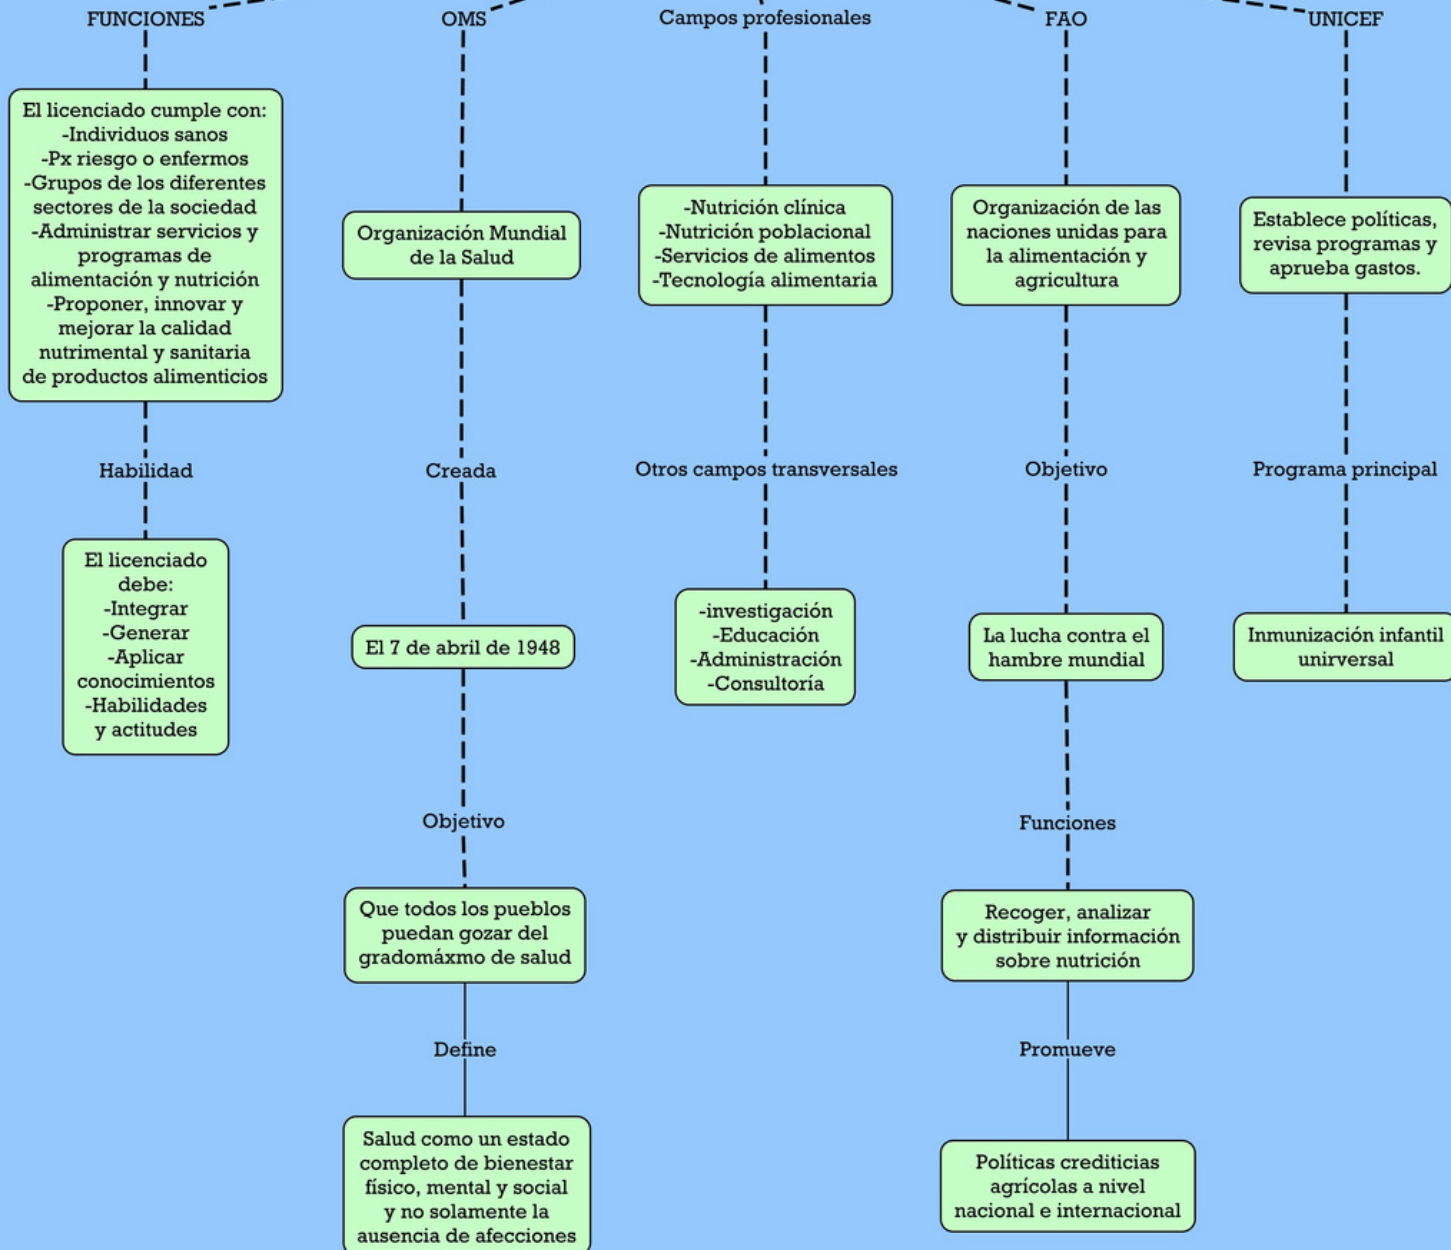 FUNCIONES
El licenciado cumple con:
-Individuos sanos
-Px riesgo o enfermos
-Grupos de los diferentes
sectores de la sociedad
-Administrar servicios y
programas de
alimentación y nutrición
-Proponer, innovar y
mejorar la calidad
nutrimental y sanitaria
de productos alimenticios
Habilidad
El licenciado
debe:
-Integrar
-Generar
-Aplicar
conocimientos
-Habilidades
y actitudes
OMS
Organización Mundial
de la Salud
Creada
El 7 de abril de 1948
Objetivo
Que todos los pueblos
puedan gozar del
gradomáxmo de salud
Define
Salud como un estado
completo de bienestar
físico, mental y social
y no solamente la
ausencia de afecciones
Campos profesionales
-Nutrición clínica
-Nutrición poblacional
-Servicios de alimentos
-Tecnología alimentaria
Otros campos transversales
-investigación
-Educación
-Administración
-Consultoría
FAO
Organización de las
naciones unidas para
la alimentación y
agricultura
Objetivo
La lucha contra el
hambre mundial
Funciones
Recoger, analizar
y distribuir información
sobre nutrición
Promueve
Políticas crediticias
agrícolas a nivel
nacional e internacional
UNICEF
Establece políticas,
revisa programas y
aprueba gastos.
Programa principal
Inmunización infantil
unirversal